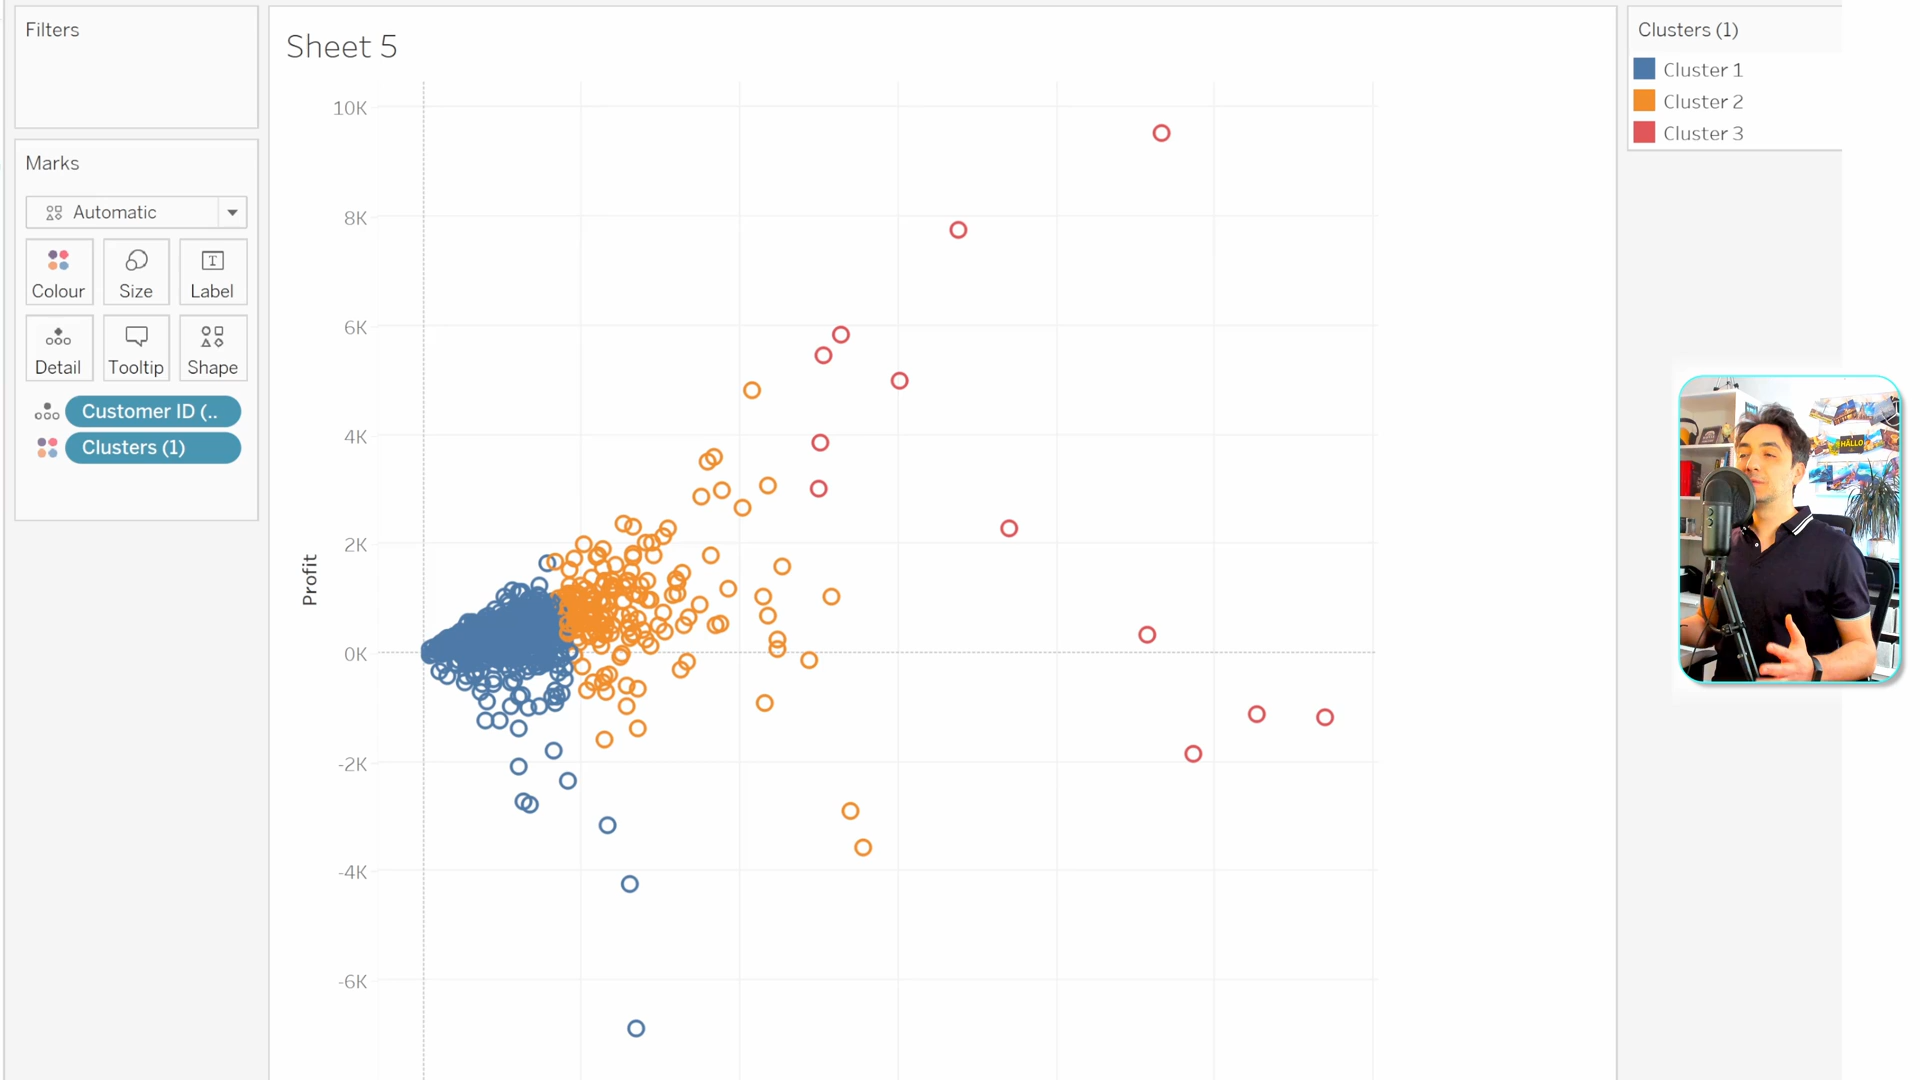 Filters
Marks
Automatic
Colour
Size
Label
Detail
Tooltip
Shape
Customer ID (..
Clusters (1)
Sheet 5
10K
8K
6K
4K
2K
0K
-2K
-4K
-6K
Profit
Clusters (1)
Cluster 1
Cluster 2
Cluster 3
HALLO